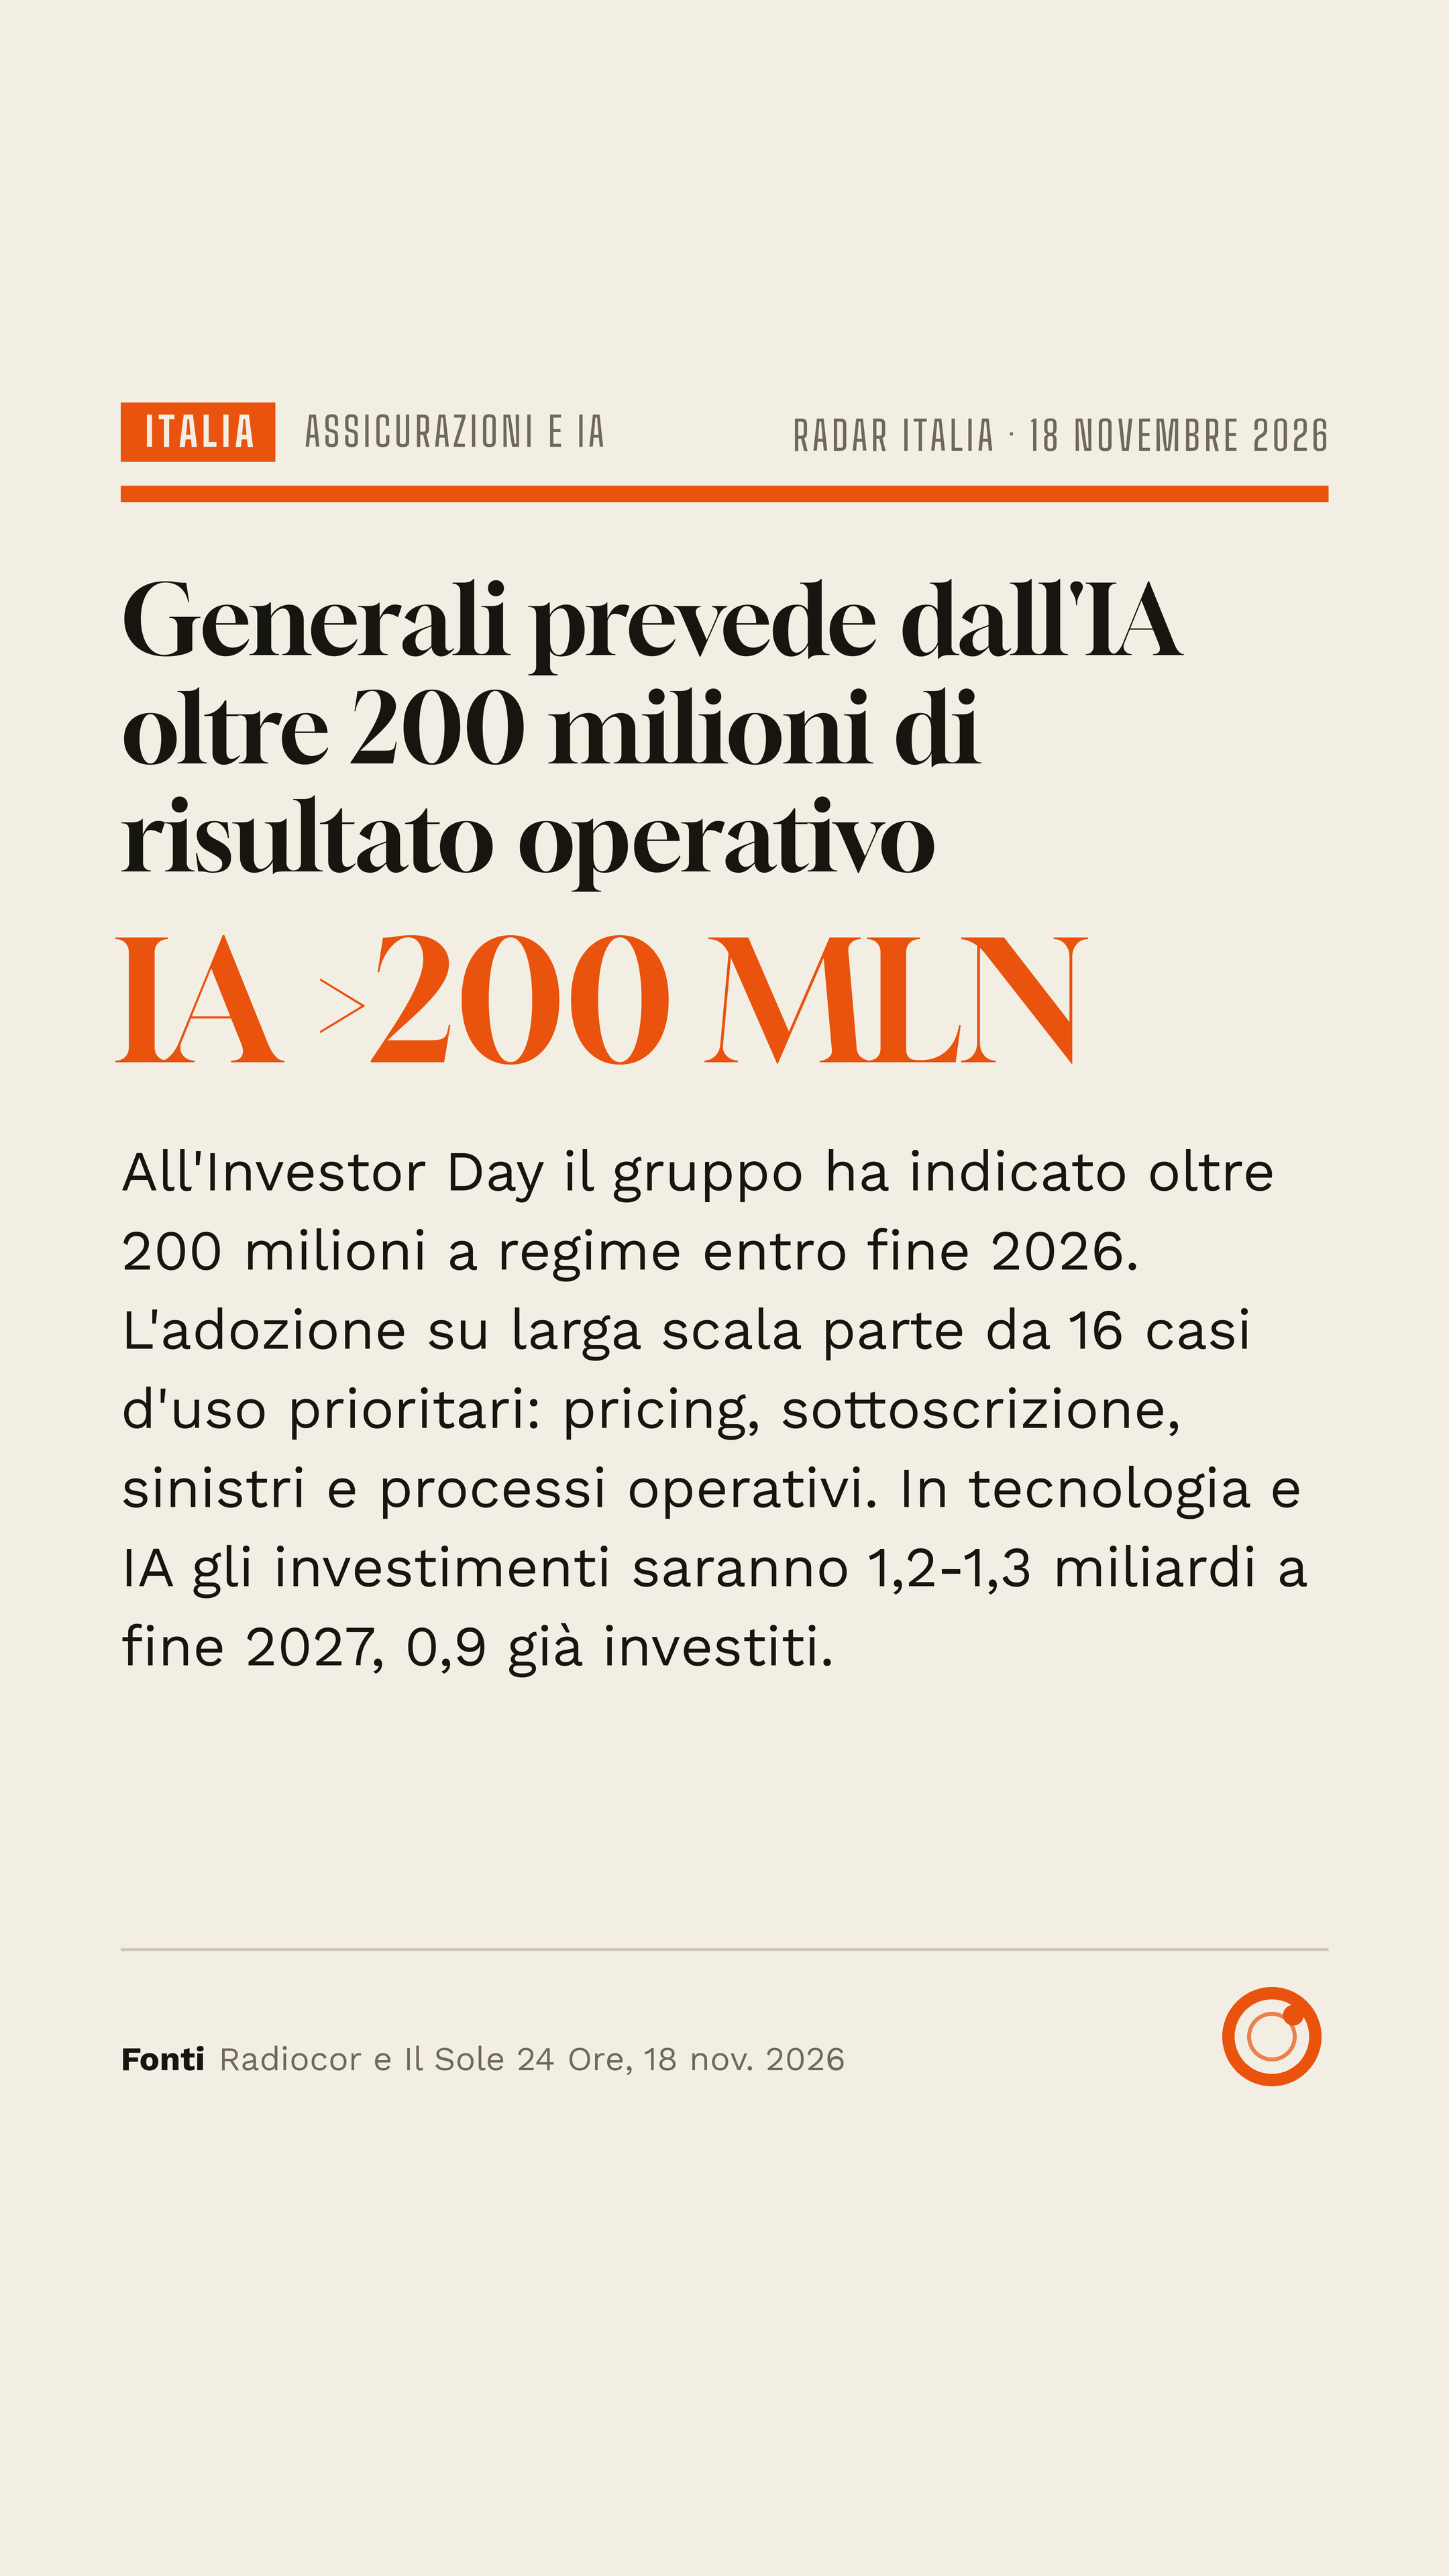 ITALIA ASSICURAZIONI E IA RADAR ITALIA · 18 NOVEMBRE 2026
Generali prevede dall'IA
oltre 200 milioni di
risultato operativo
IA >200 MLN
All'Investor Day il gruppo ha indicato oltre
200 milioni a regime entro fine 2026.
L'adozione su larga scala parte da 16 casi
d'uso prioritari: pricing, sottoscrizione,
sinistri e processi operativi. In tecnologia e
IA gli investimenti saranno 1,2-1,3 miliardi a
fine 2027, 0,9 già investiti.
Fonti Radiocor e Il Sole 24 Ore, 18 nov. 2026